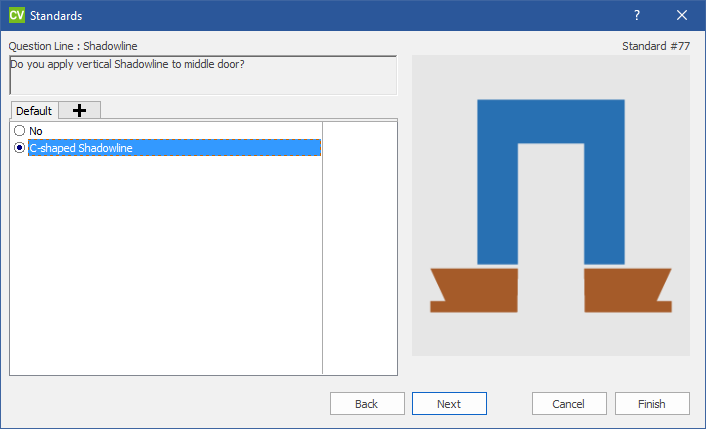 CV Standards
Question Line : Shadowline
Standard #77
Do you apply vertical Shadowline to middle door?
Default
No
C-shaped Shadowline
Back
Next
Cancel
Finish